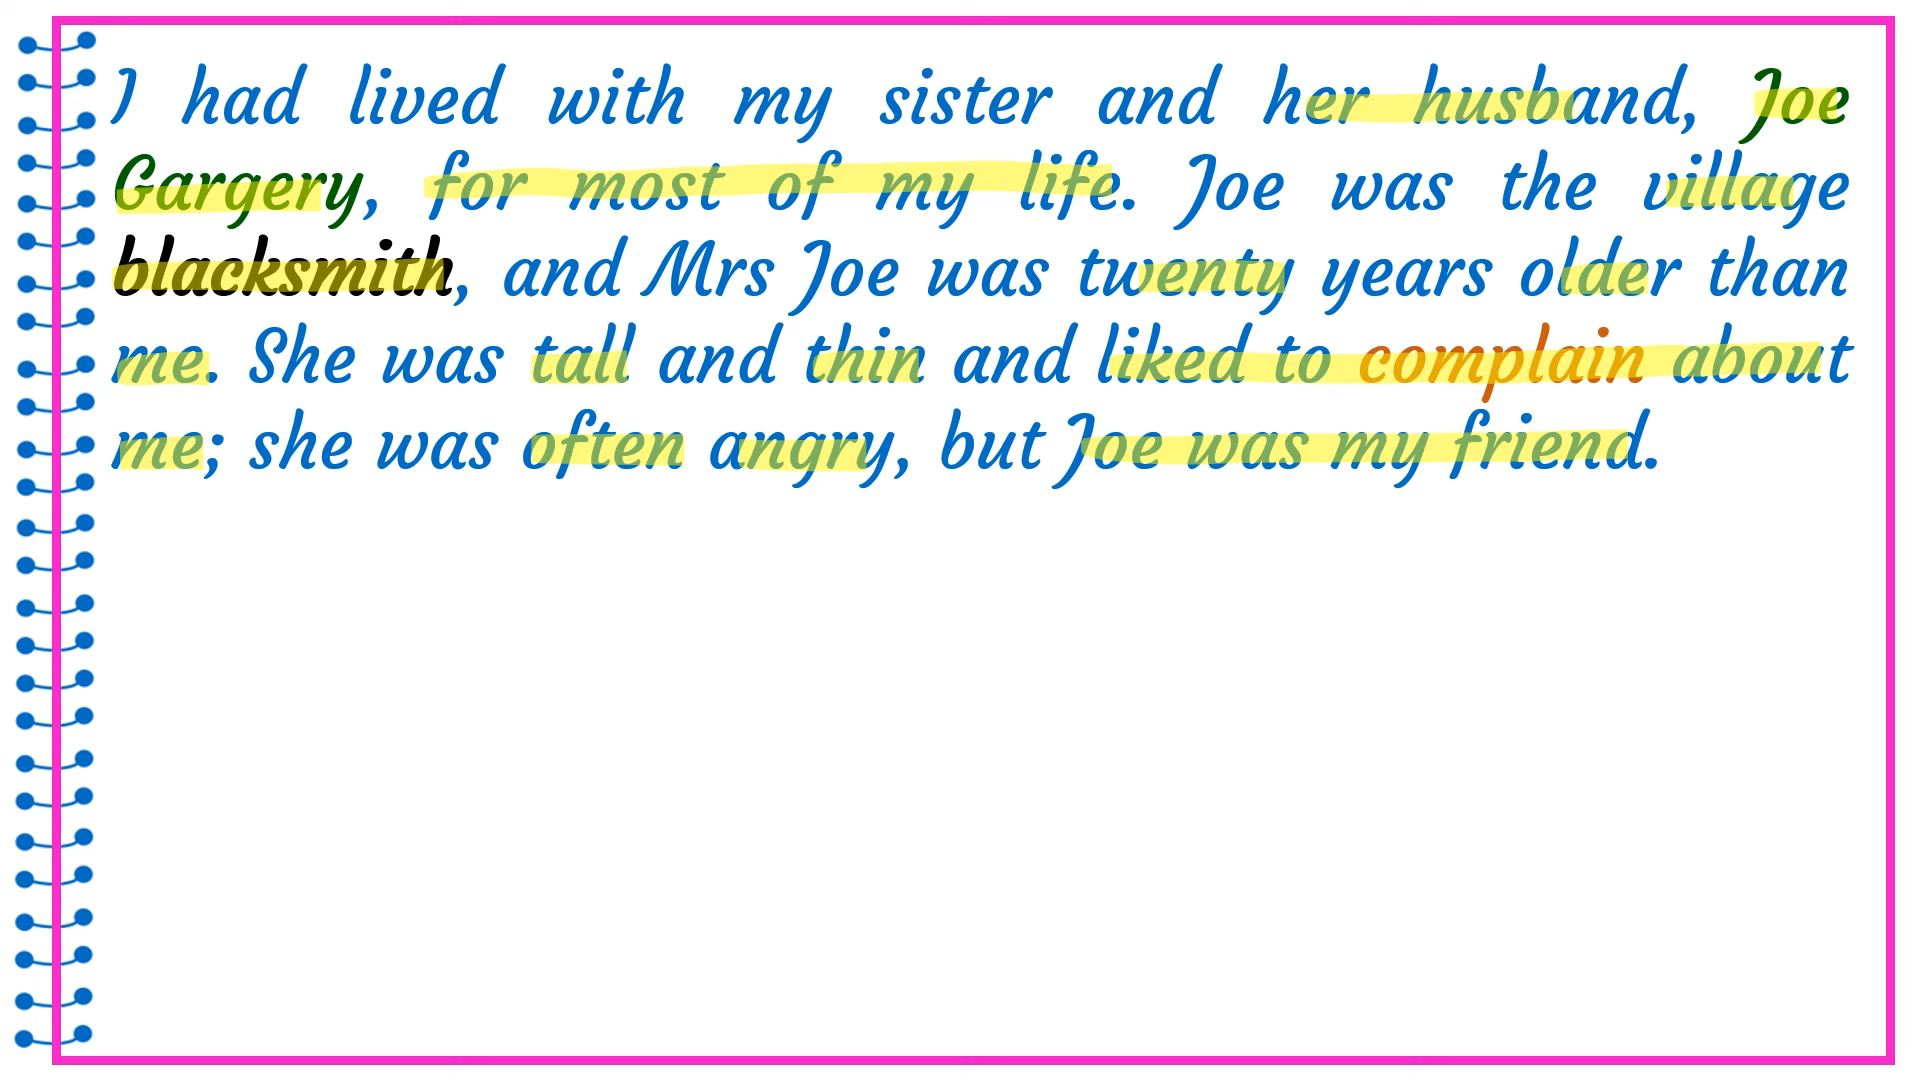 I had lived with my sister and her husband, Joe
Gargery, for most of my life. Joe was the village
blacksmith, and Mrs Joe was twenty years older than
me. She was tall and thin and liked to complain about
me; she was often angry, but Joe was my friend.